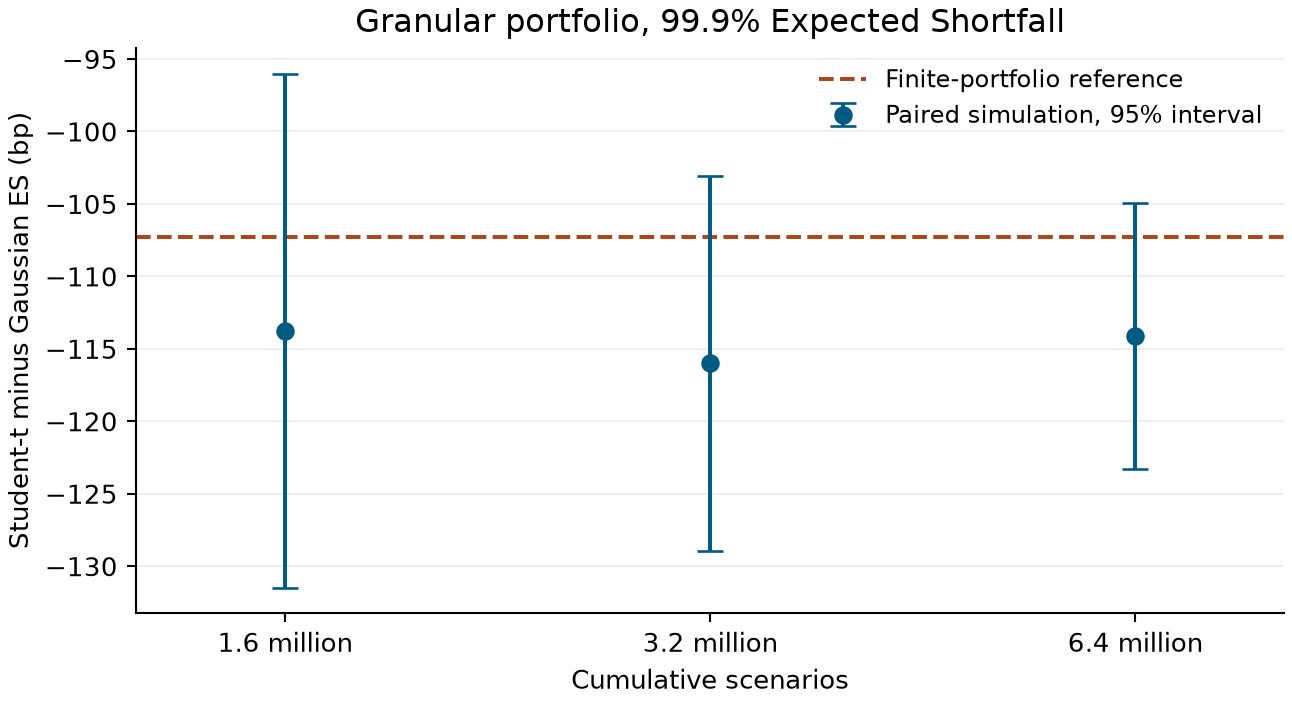 Granular portfolio, 99.9% Expected Shortfall
Student-t minus Gaussian ES (bp)
−95
−100
−105
−110
−115
−120
−125
−130
Finite-portfolio reference
Paired simulation, 95% interval
1.6 million
3.2 million
6.4 million
Cumulative scenarios